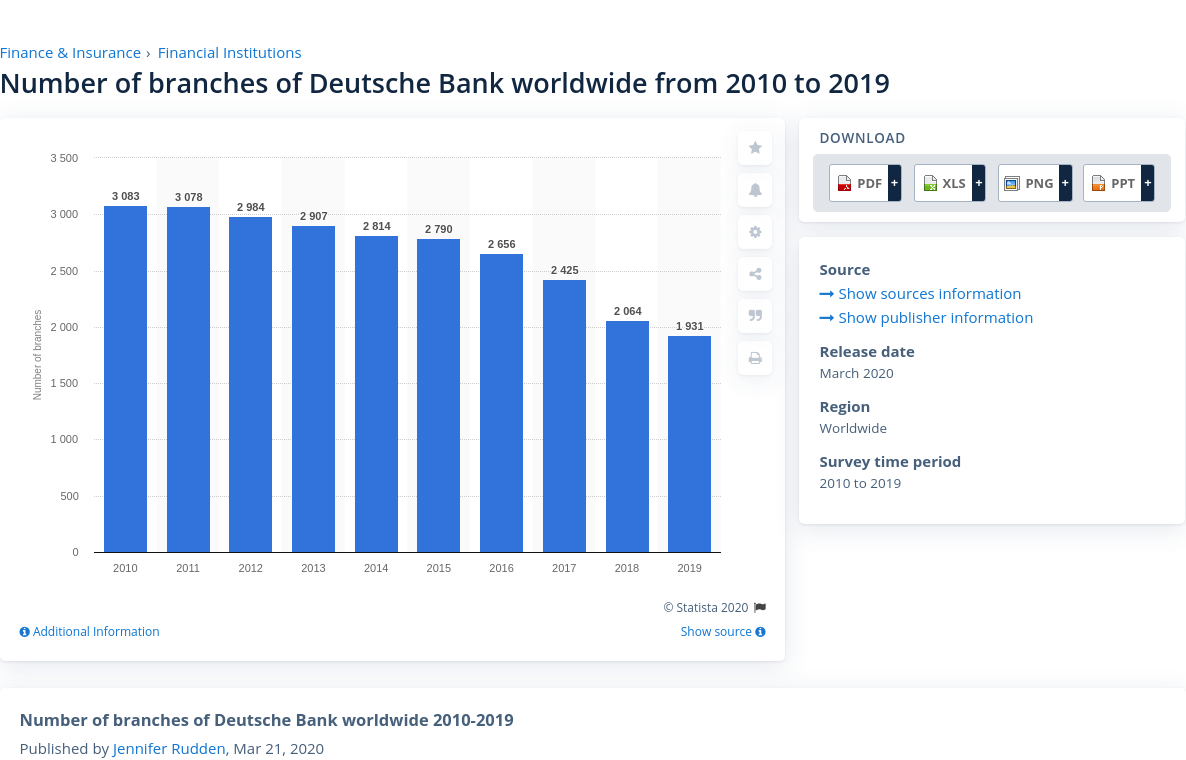 Finance & Insurance › Financial Institutions
Number of branches of Deutsche Bank worldwide from 2010 to 2019
3 500
3 000
2 500
2 000
1 500
1 000
500
0
Number of branches
3 083
3 078
2 984
2 907
2 814
2 790
2 656
2 425
2 064
1 931
2010 2011 2012 2013 2014 2015 2016 2017 2018 2019
© Statista 2020
Additional Information
Show source
DOWNLOAD
PDF + XLS + PNG + PPT +
Source
Show sources information
Show publisher information
Release date
March 2020
Region
Worldwide
Survey time period
2010 to 2019
Number of branches of Deutsche Bank worldwide 2010-2019
Published by Jennifer Rudden, Mar 21, 2020